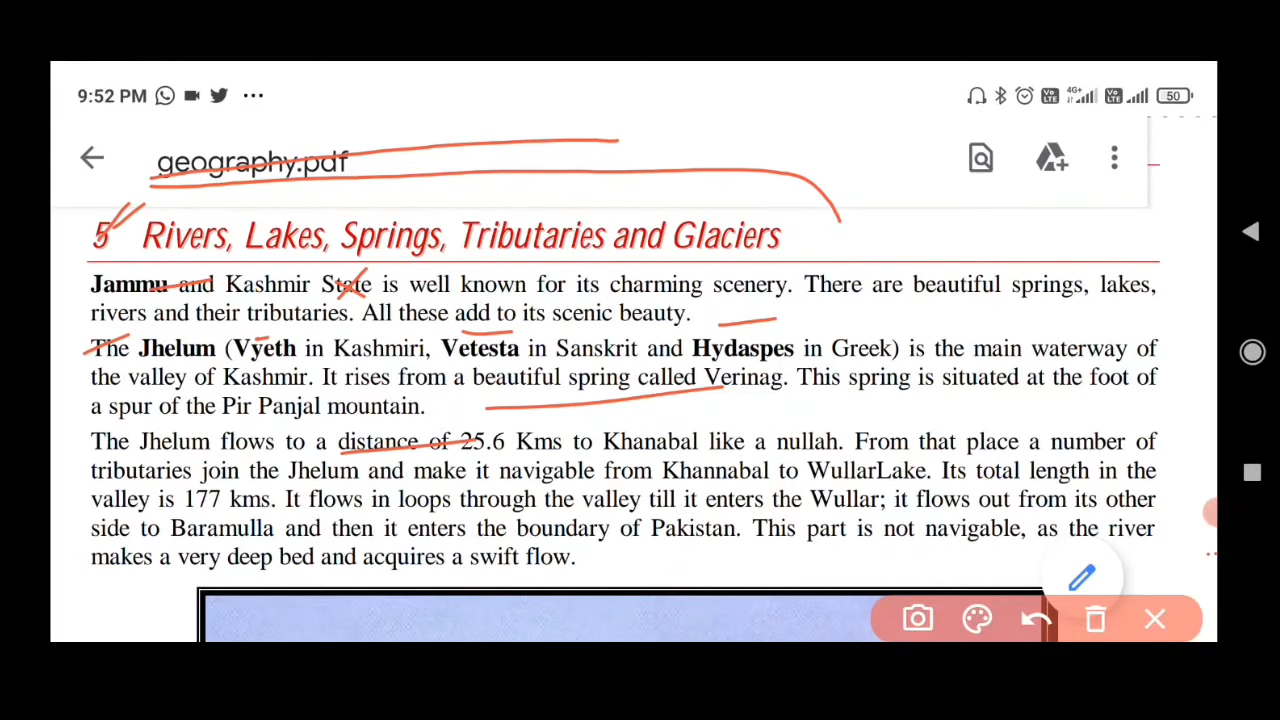 9:52 PM
4G+
Vo LTE
Vo LTE
50
geography.pdf
5 Rivers, Lakes, Springs, Tributaries and Glaciers
Jammu and Kashmir State is well known for its charming scenery. There are beautiful springs, lakes,
rivers and their tributaries. All these add to its scenic beauty.
The Jhelum (Vyeth in Kashmiri, Vetesta in Sanskrit and Hydaspes in Greek) is the main waterway of
the valley of Kashmir. It rises from a beautiful spring called Verinag. This spring is situated at the foot of
a spur of the Pir Panjal mountain.
The Jhelum flows to a distance of 25.6 Kms to Khanabal like a nullah. From that place a number of
tributaries join the Jhelum and make it navigable from Khannabal to WullarLake. Its total length in the
valley is 177 kms. It flows in loops through the valley till it enters the Wullar; it flows out from its other
side to Baramulla and then it enters the boundary of Pakistan. This part is not navigable, as the river
makes a very deep bed and acquires a swift flow.